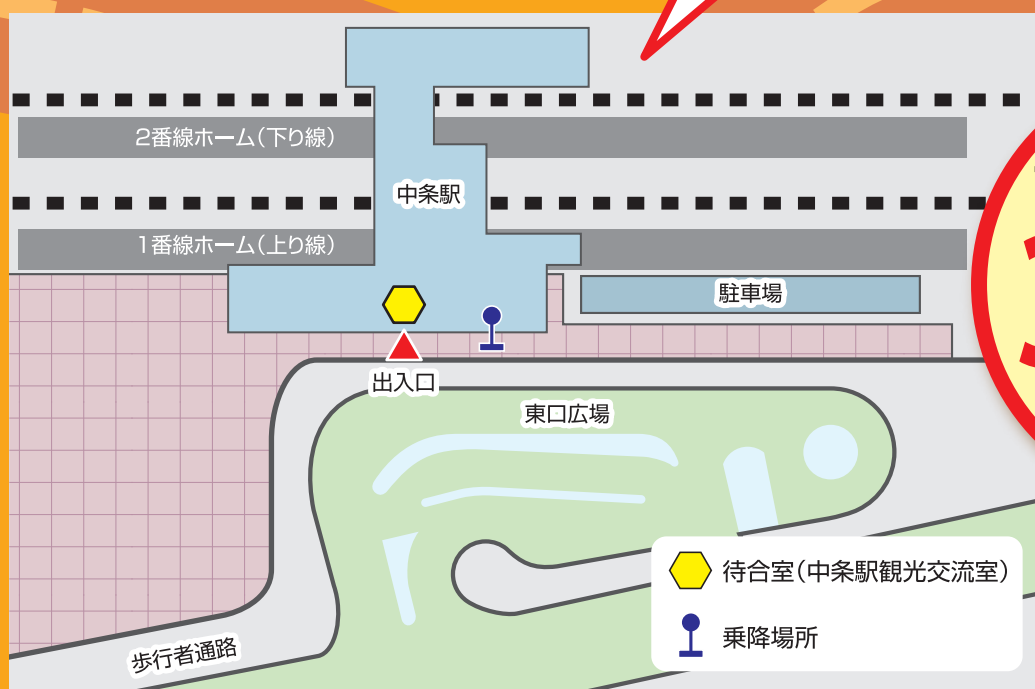 2番線ホーム(下り線)
中条駅
1番線ホーム(上り線)
駐車場
出入口
東口広場
待合室(中条駅観光交流室)
乗降場所
歩行者通路